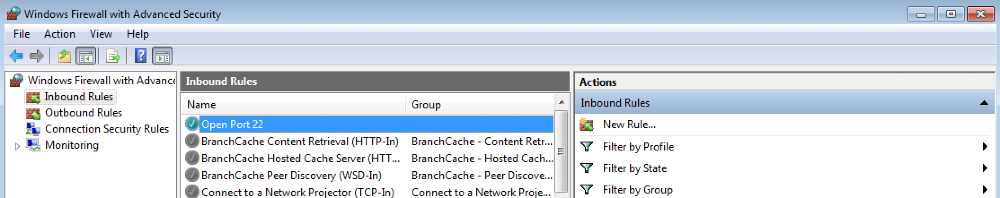 Windows Firewall with Advanced Security
File Action View Help
Windows Firewall with Advance
Inbound Rules
Outbound Rules
Connection Security Rules
Monitoring
Inbound Rules
Name Group
Open Port 22
BranchCache Content Retrieval (HTTP-In) BranchCache - Content Retr...
BranchCache Hosted Cache Server (HTT... BranchCache - Hosted Cach...
BranchCache Peer Discovery (WSD-In) BranchCache - Peer Discove...
Connect to a Network Projector (TCP-In) Connect to a Network Proje...
Actions
Inbound Rules
New Rule...
Filter by Profile
Filter by State
Filter by Group